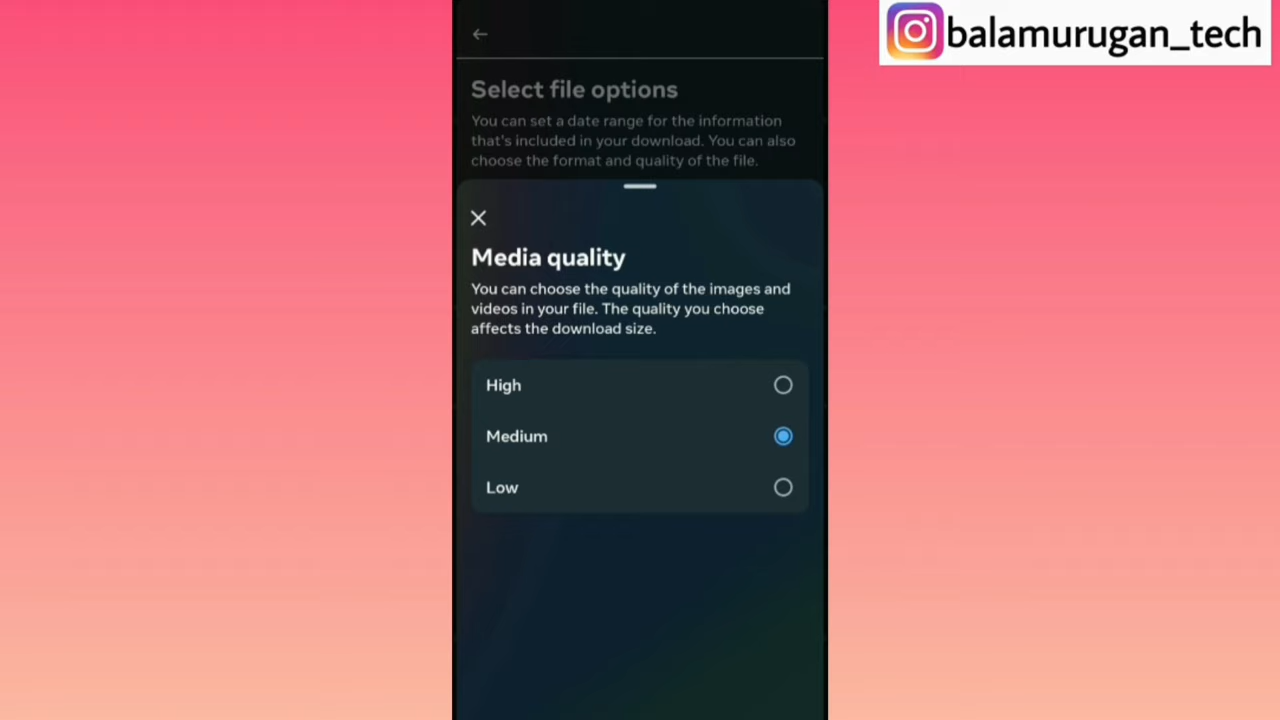 balamurugan_tech
Select file options
You can set a date range for the information
that's included in your download. You can also
choose the format and quality of the file.
Media quality
You can choose the quality of the images and
videos in your file. The quality you choose
affects the download size.
High
Medium
Low